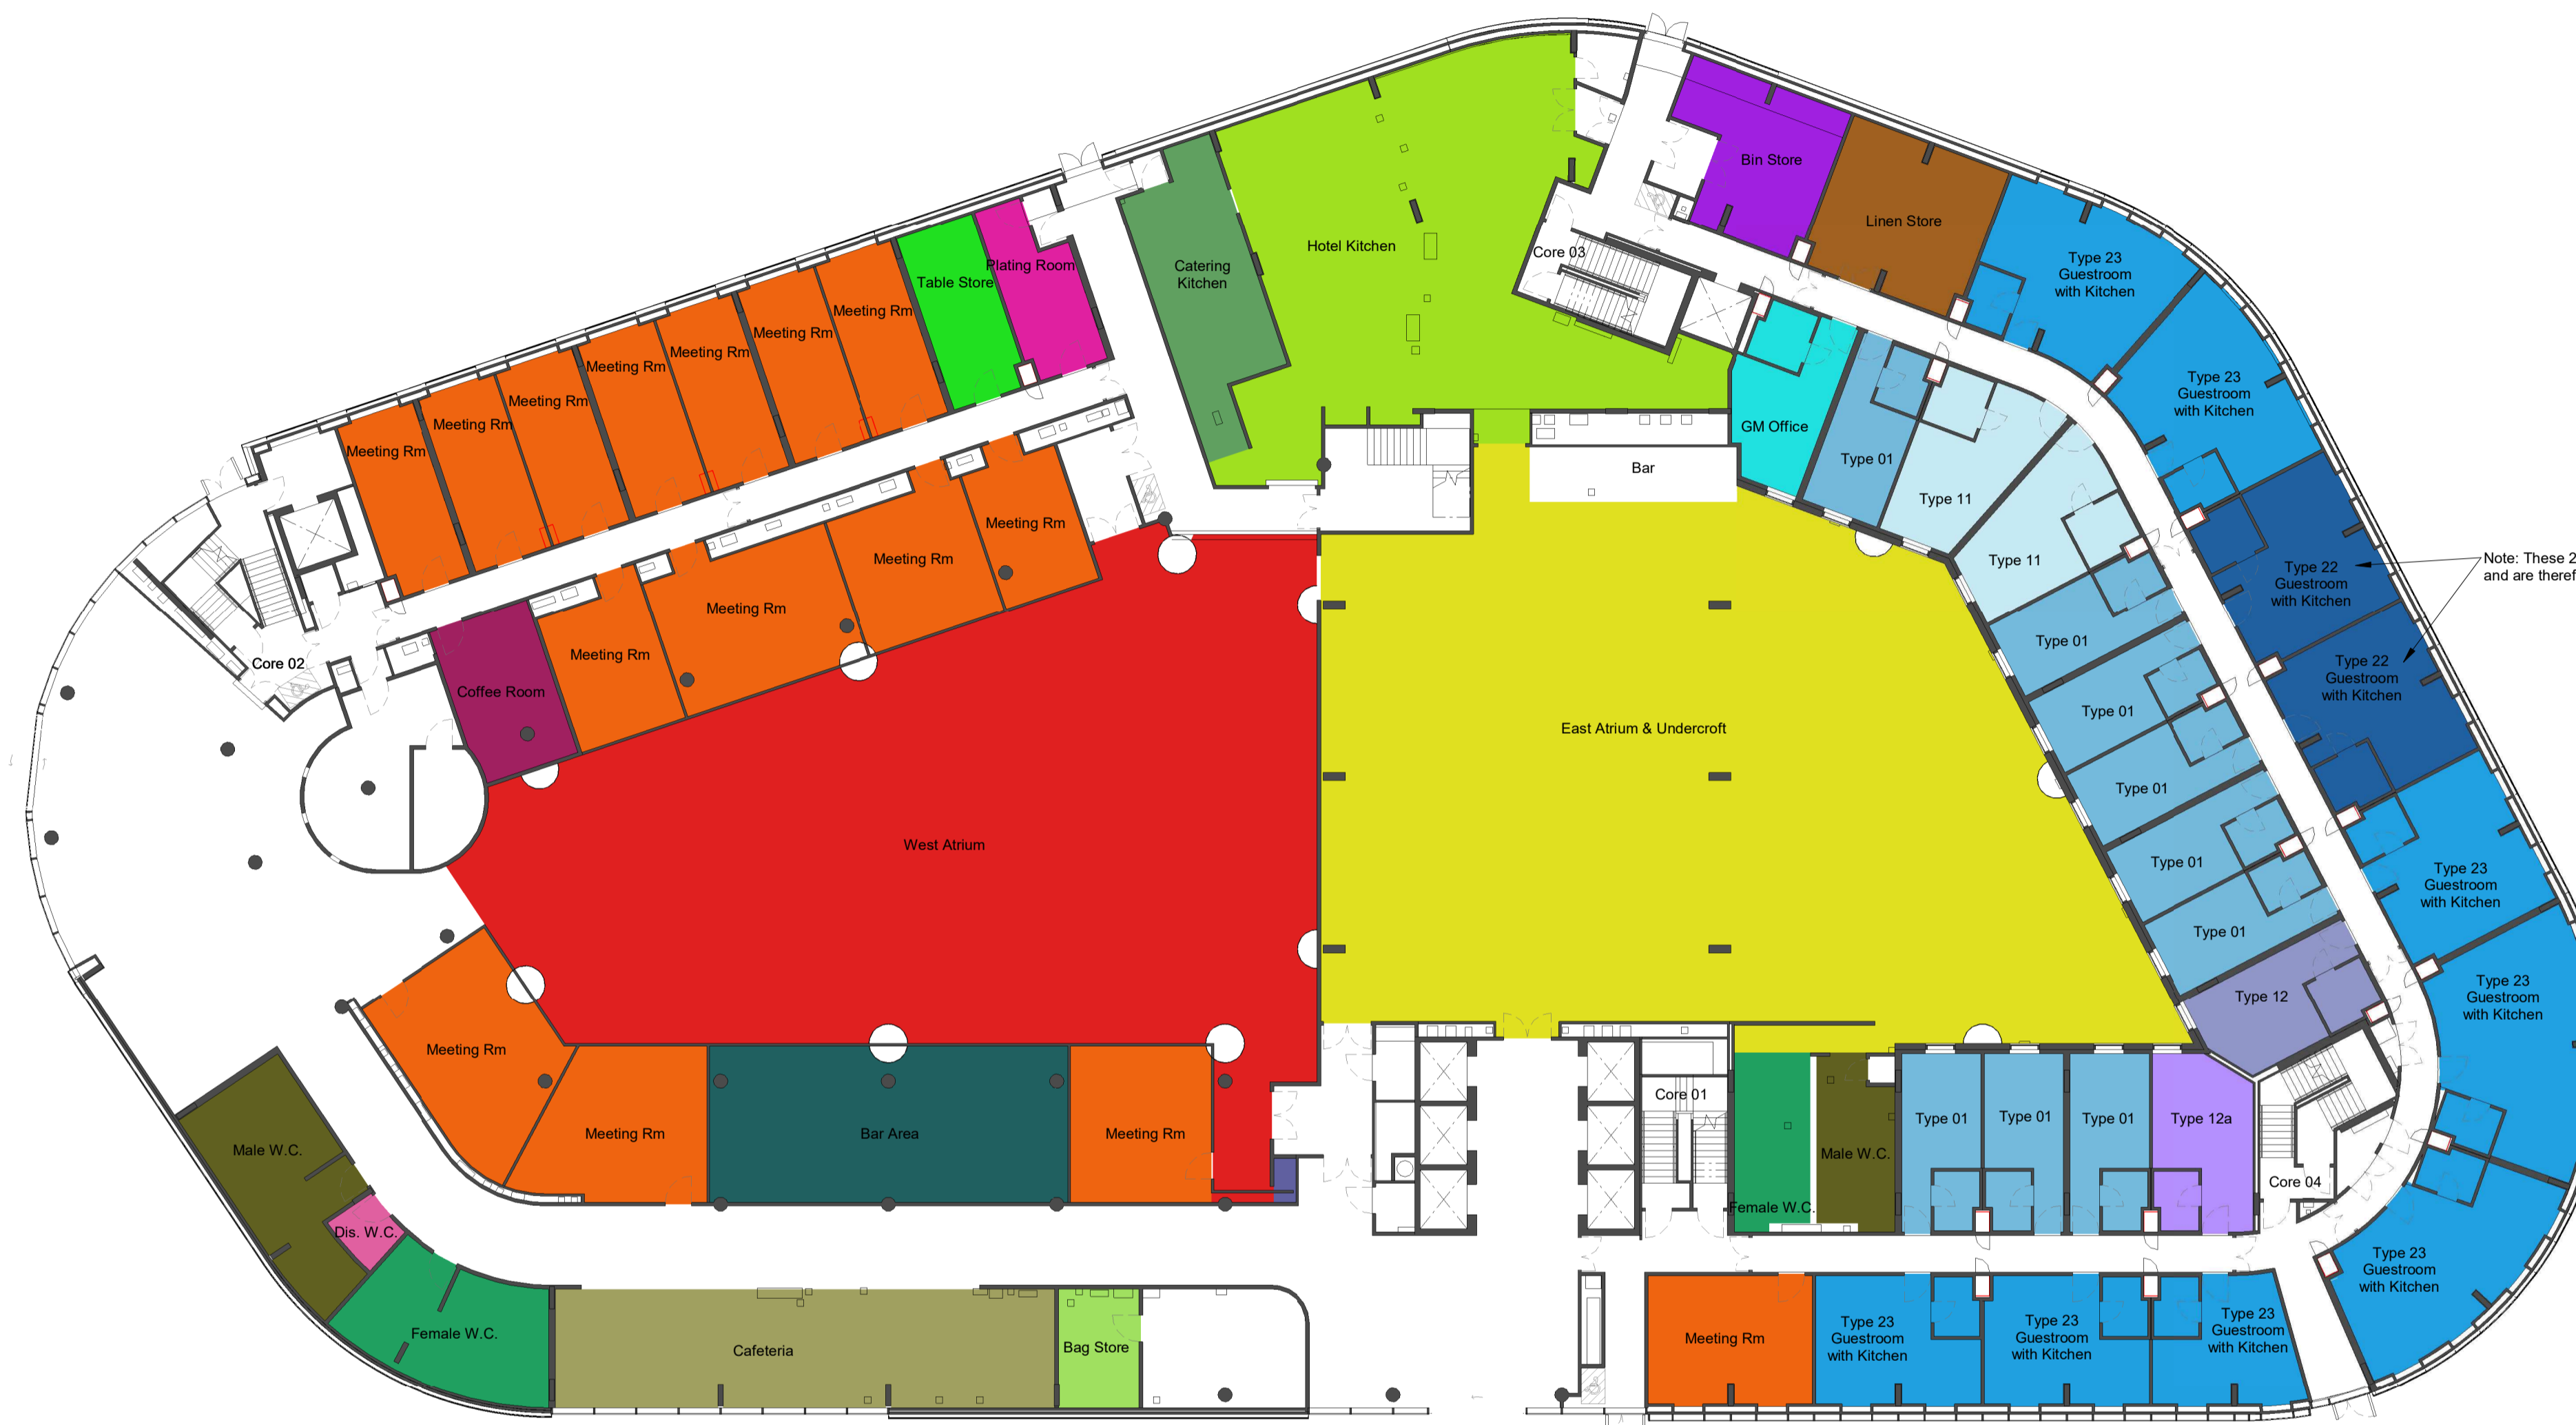 Bin Store
Linen Store
Hotel Kitchen
Core 03
Catering
Kitchen
Type 23
Guestroom
with Kitchen
Plating Room
Table Store
Meeting Rm
Meeting Rm
Meeting Rm
Meeting Rm
Meeting Rm
Meeting Rm
Meeting Rm
Type 23
Guestroom
with Kitchen
GM Office
Type 01
Bar
Type 11
Meeting Rm
Meeting Rm
Type 11
Note: These 2
and are theref
Type 22
Guestroom
with Kitchen
Meeting Rm
Meeting Rm
Type 01
Core 02
Coffee Room
Type 22
Guestroom
with Kitchen
Type 01
East Atrium & Undercroft
Type 01
West Atrium
Type 01
Type 23
Guestroom
with Kitchen
Type 01
Type 12
Type 23
Guestroom
with Kitchen
Meeting Rm
Core 01
Type 01
Type 01
Type 01
Type 12a
Meeting Rm
Bar Area
Meeting Rm
Male W.C.
Male W.C.
Core 04
Female W.C.
Dis. W.C.
Type 23
Guestroom
with Kitchen
Female W.C.
Cafeteria
Bag Store
Meeting Rm
Type 23
Guestroom
with Kitchen
Type 23
Guestroom
with Kitchen
Type 23
Guestroom
with Kitchen